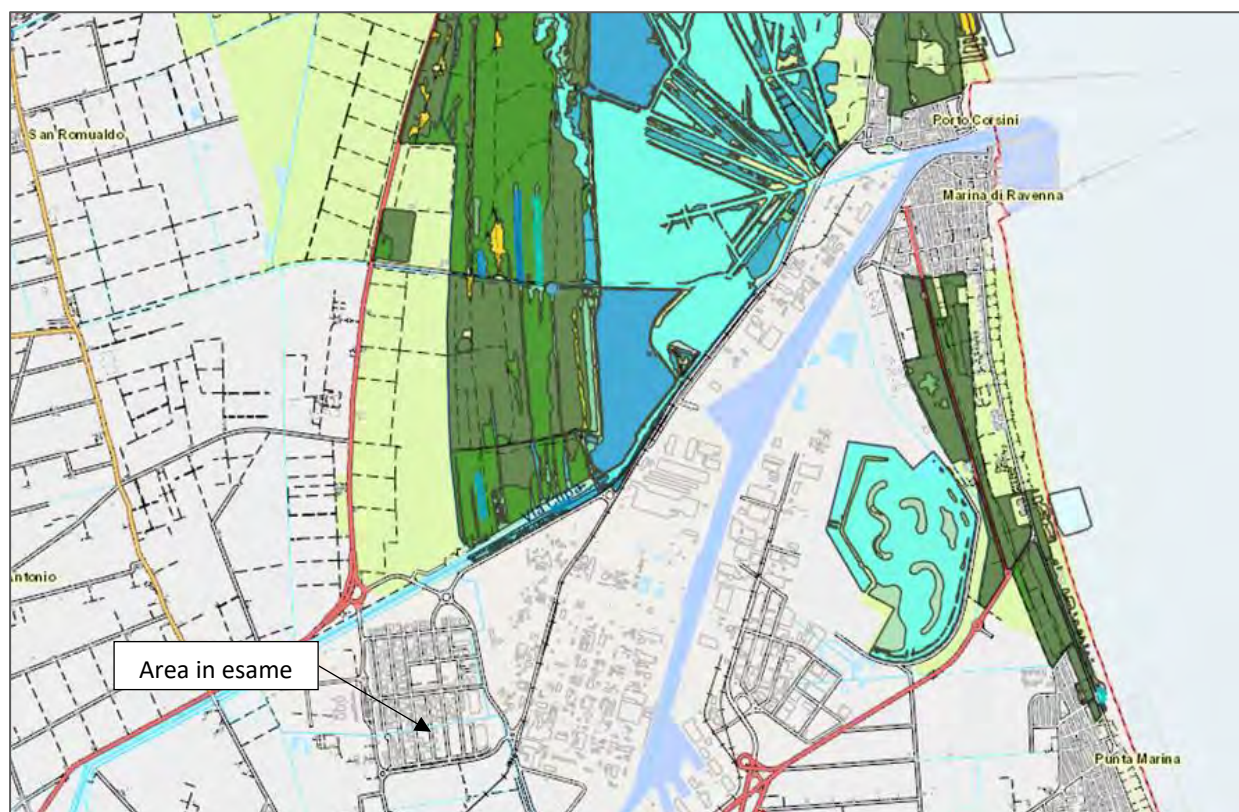 San Romualdo
Porto Corsini
Marina di Ravenna
Antonio
Area in esame
Punta Marina